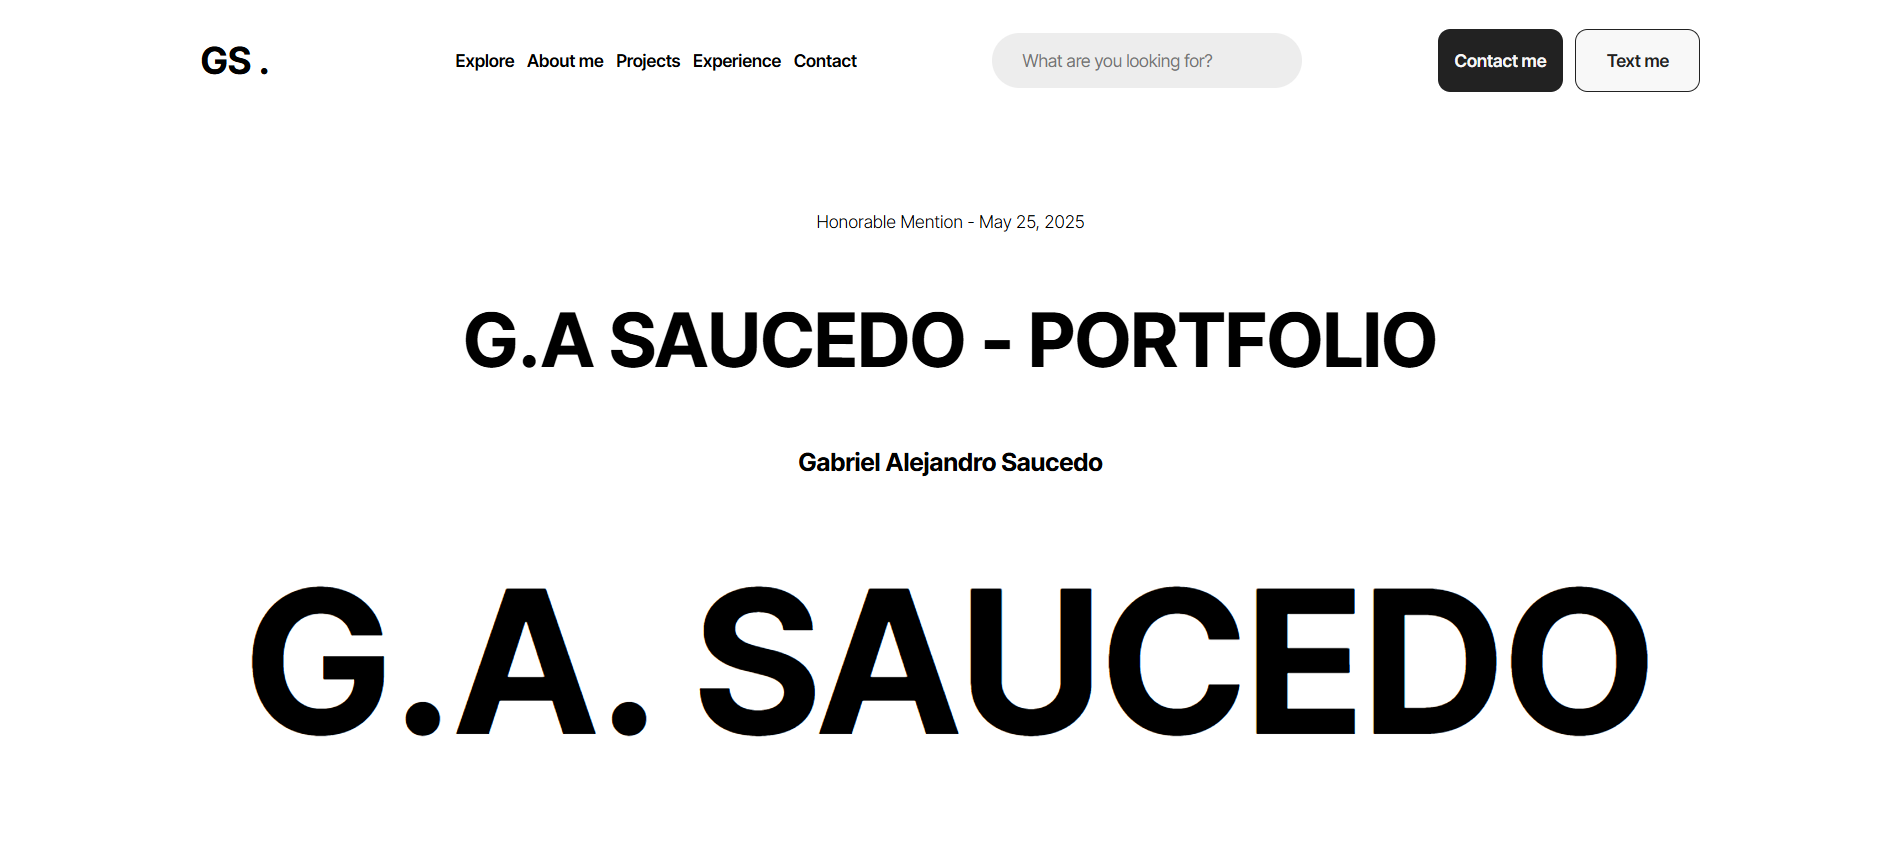 GS .
Explore About me Projects Experience Contact
What are you looking for?
Contact me
Text me
Honorable Mention - May 25, 2025
G.A SAUCEDO - PORTFOLIO
Gabriel Alejandro Saucedo
G.A. SAUCEDO